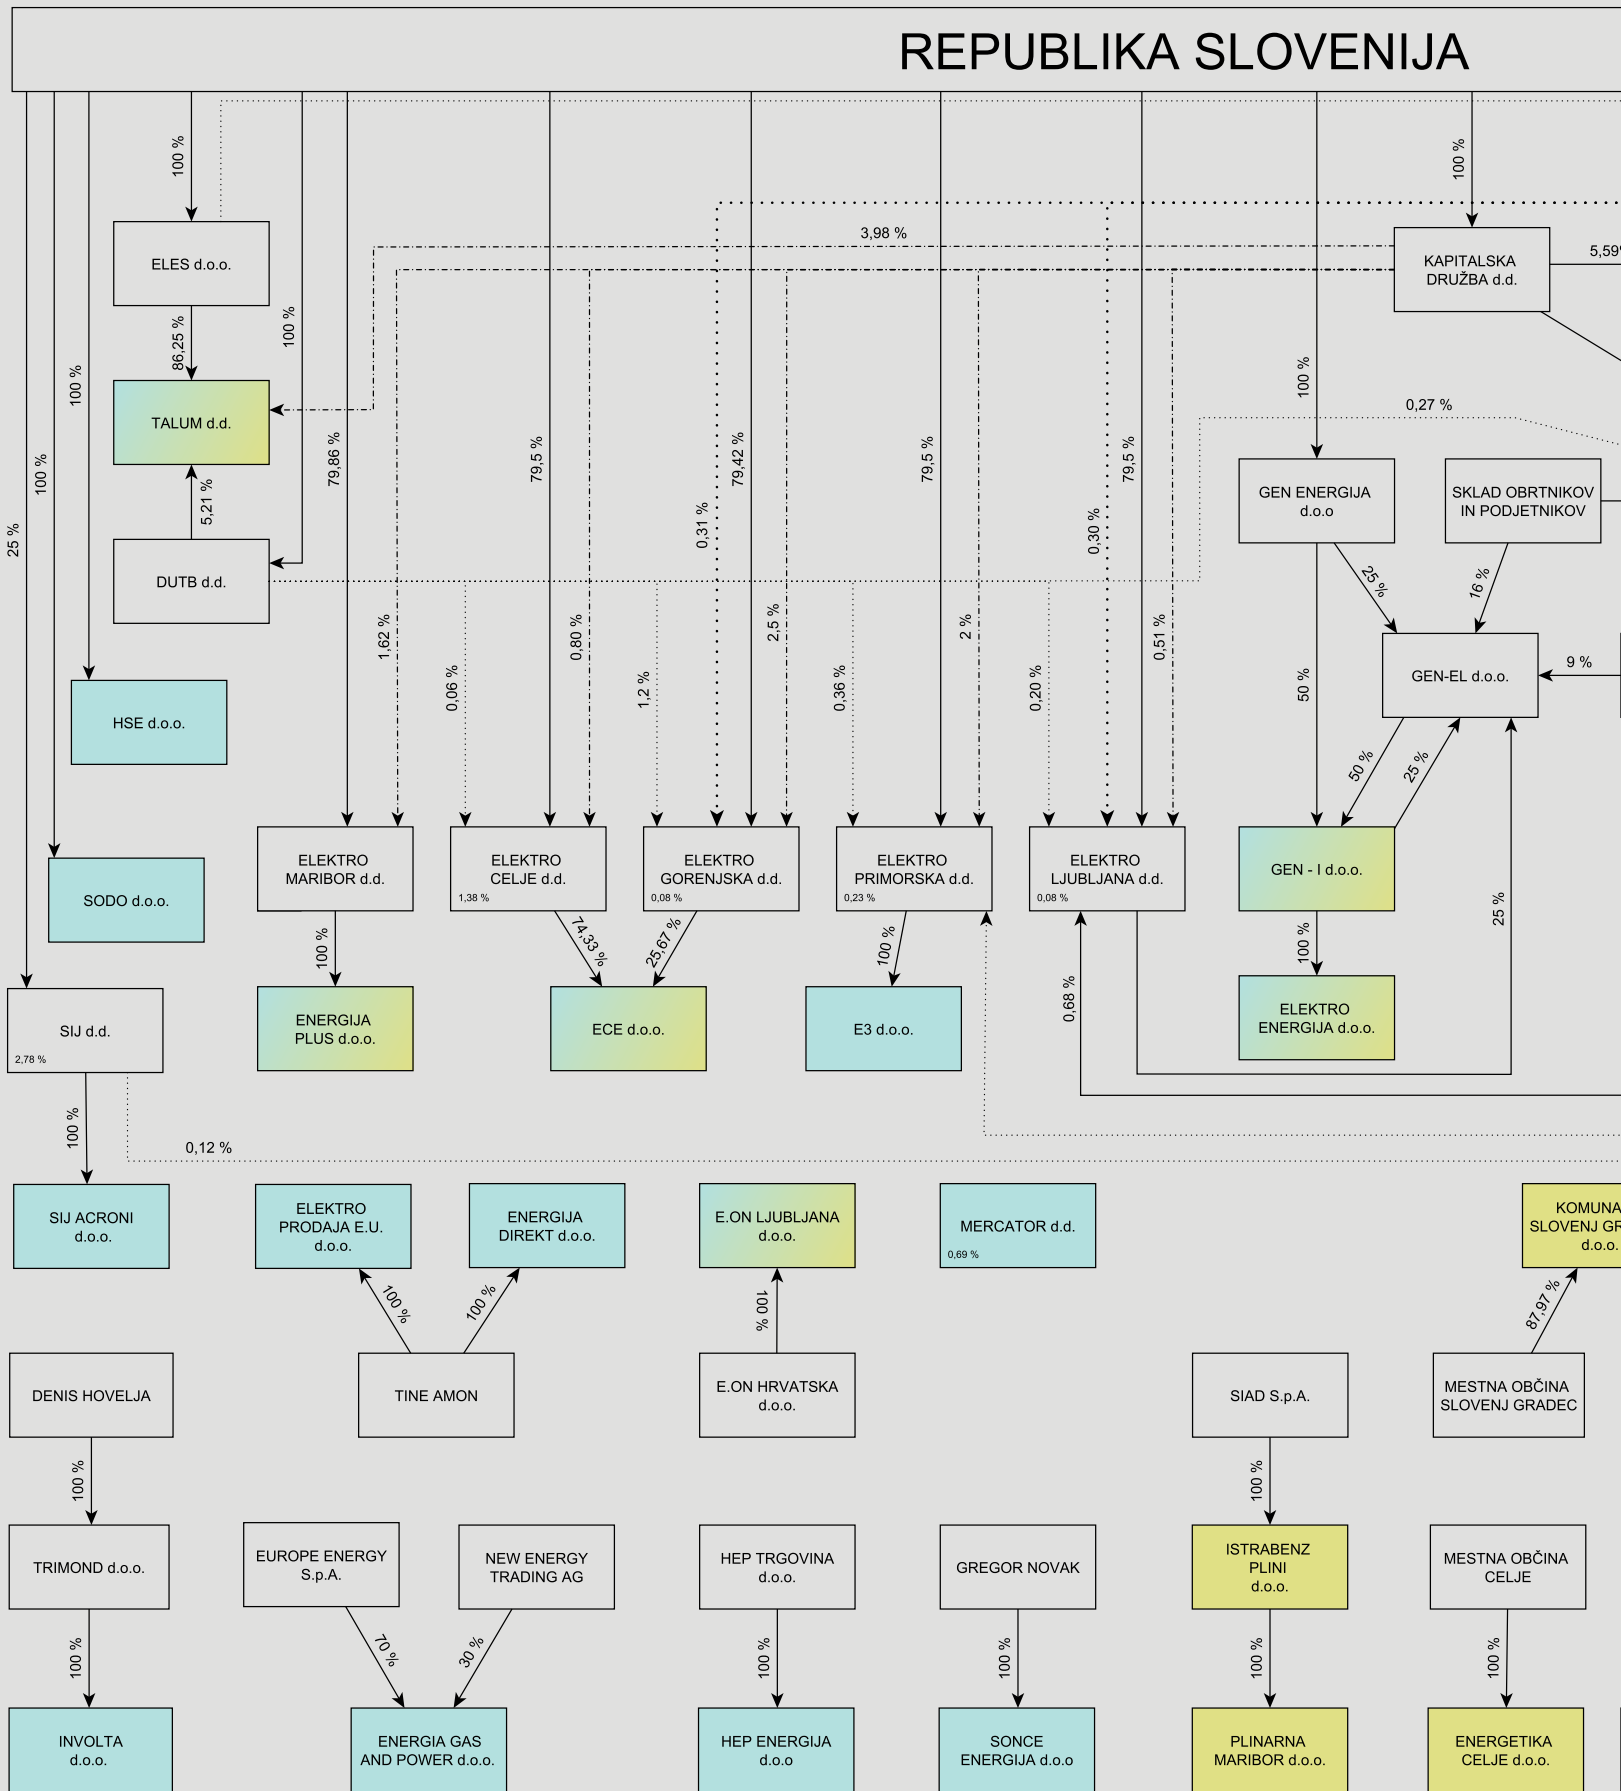 REPUBLIKA SLOVENIJA
100 %
100 %
3,98 %
ELES d.o.o.
KAPITALSKA
DRUŽBA d.d.
5,59%
86,25 %
100 %
100 %
100 %
0,27 %
TALUM d.d.
79,86 %
79,5 %
79,42 %
79,5 %
79,5 %
100 %
25 %
5,21 %
0,31 %
0,30 %
GEN ENERGIJA
d.o.o
SKLAD OBRTNIKOV
IN PODJETNIKOV
DUTB d.d.
25 %
16 %
1,62 %
0,06 %
0,80 %
1,2 %
2,5 %
0,36 %
2 %
0,20 %
0,51 %
50 %
GEN-EL d.o.o.
9 %
HSE d.o.o.
50 %
25 %
SODO d.o.o.
ELEKTRO
MARIBOR d.d.
ELEKTRO
CELJE d.d.
1,38 %
ELEKTRO
GORENJSKA d.d.
0,08 %
ELEKTRO
PRIMORSKA d.d.
0,23 %
ELEKTRO
LJUBLJANA d.d.
0,08 %
GEN - I d.o.o.
25 %
100 %
74,33 %
25,67 %
100 %
0,68 %
100 %
SIJ d.d.
2,78 %
ENERGIJA
PLUS d.o.o.
ECE d.o.o.
E3 d.o.o.
ELEKTRO
ENERGIJA d.o.o.
100 %
0,12 %
SIJ ACRONI
d.o.o.
ELEKTRO
PRODAJA E.U.
d.o.o.
ENERGIJA
DIREKT d.o.o.
E.ON LJUBLJANA
d.o.o.
MERCATOR d.d.
0,69 %
KOMUNA
SLOVENJ GR
d.o.o.
100 %
100 %
100 %
87,97 %
DENIS HOVELJA
TINE AMON
E.ON HRVATSKA
d.o.o.
SIAD S.p.A.
MESTNA OBČINA
SLOVENJ GRADEC
100 %
100 %
TRIMOND d.o.o.
EUROPE ENERGY
S.p.A.
NEW ENERGY
TRADING AG
HEP TRGOVINA
d.o.o.
GREGOR NOVAK
ISTRABENZ
PLINI
d.o.o.
MESTNA OBČINA
CELJE
100 %
70 %
30 %
100 %
100 %
100 %
100 %
INVOLTA
d.o.o.
ENERGIA GAS
AND POWER d.o.o.
HEP ENERGIJA
d.o.o
SONCE
ENERGIJA d.o.o
PLINARNA
MARIBOR d.o.o.
ENERGETIKA
CELJE d.o.o.